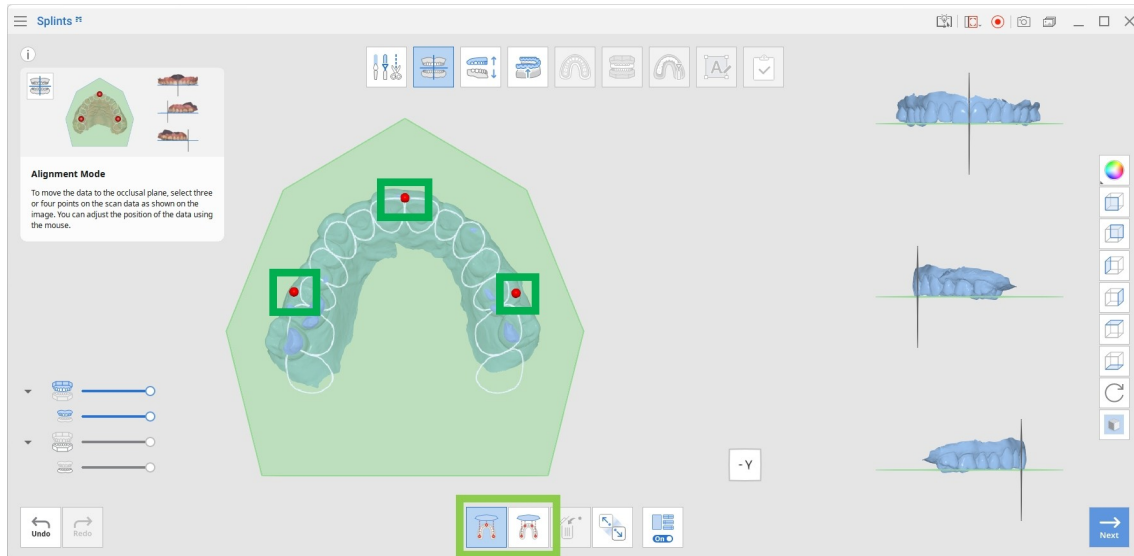 Splints
Alignment Mode
To move the data to the occlusal plane, select three
or four points on the scan data as shown on the
image. You can adjust the position of the data using
the mouse.
- Y
Undo
Redo
On
Next